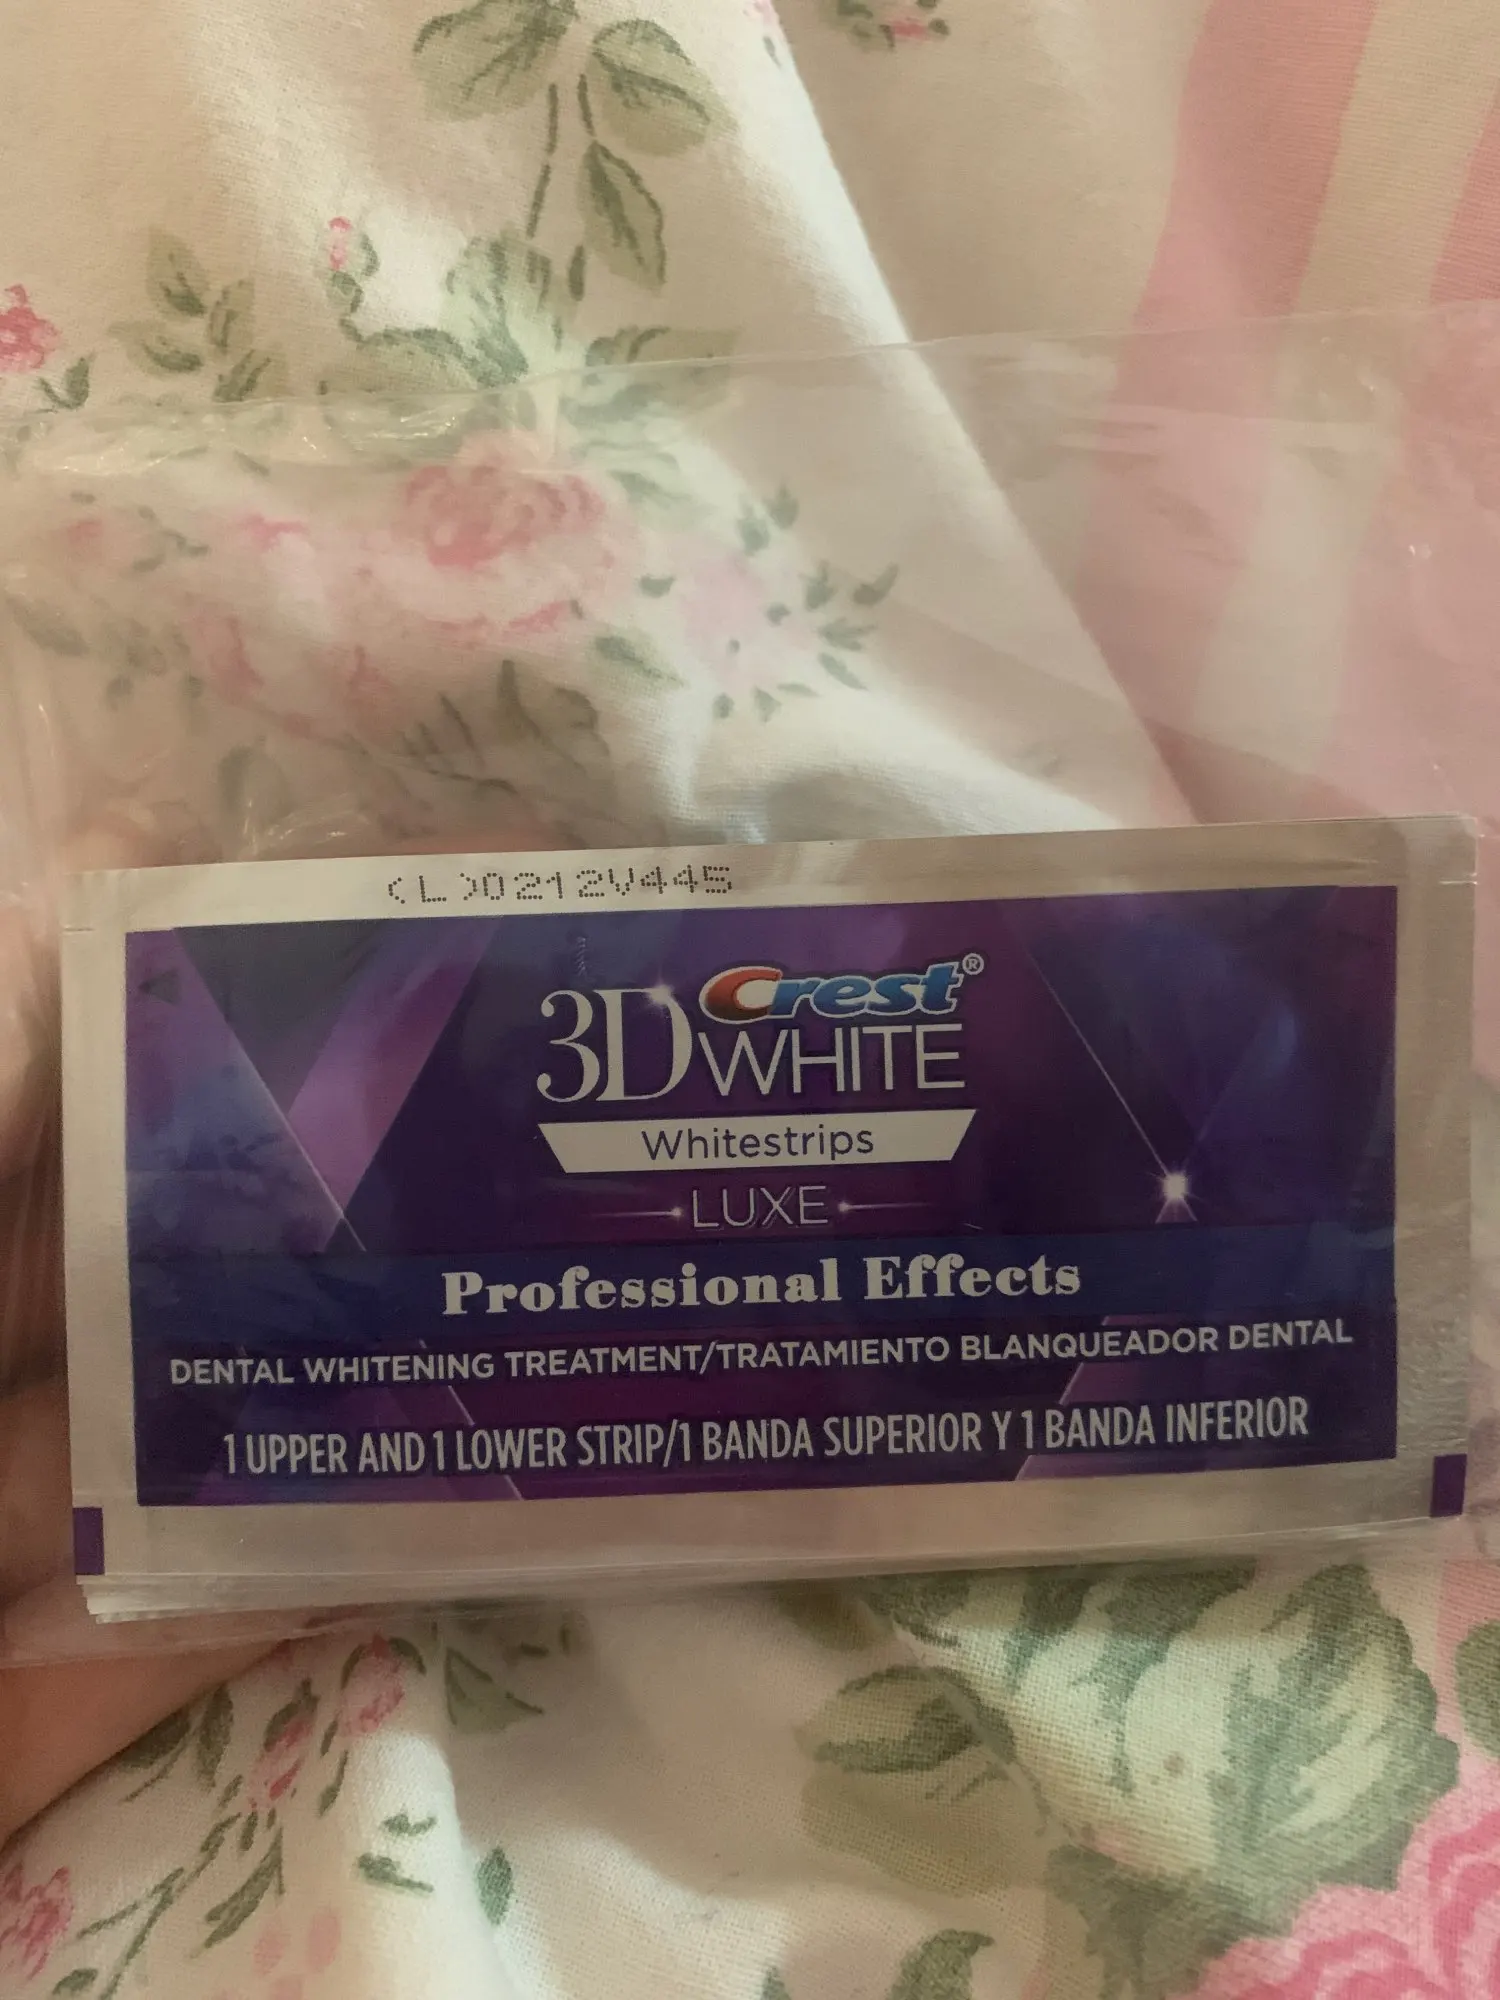 (L)0212V445
Crest®
3D WHITE
Whitestrips
LUXE
Professional Effects
DENTAL WHITENING TREATMENT/TRATAMIENTO BLANQUEADOR DENTAL
1 UPPER AND 1 LOWER STRIP/1 BANDA SUPERIOR Y 1 BANDA INFERIOR